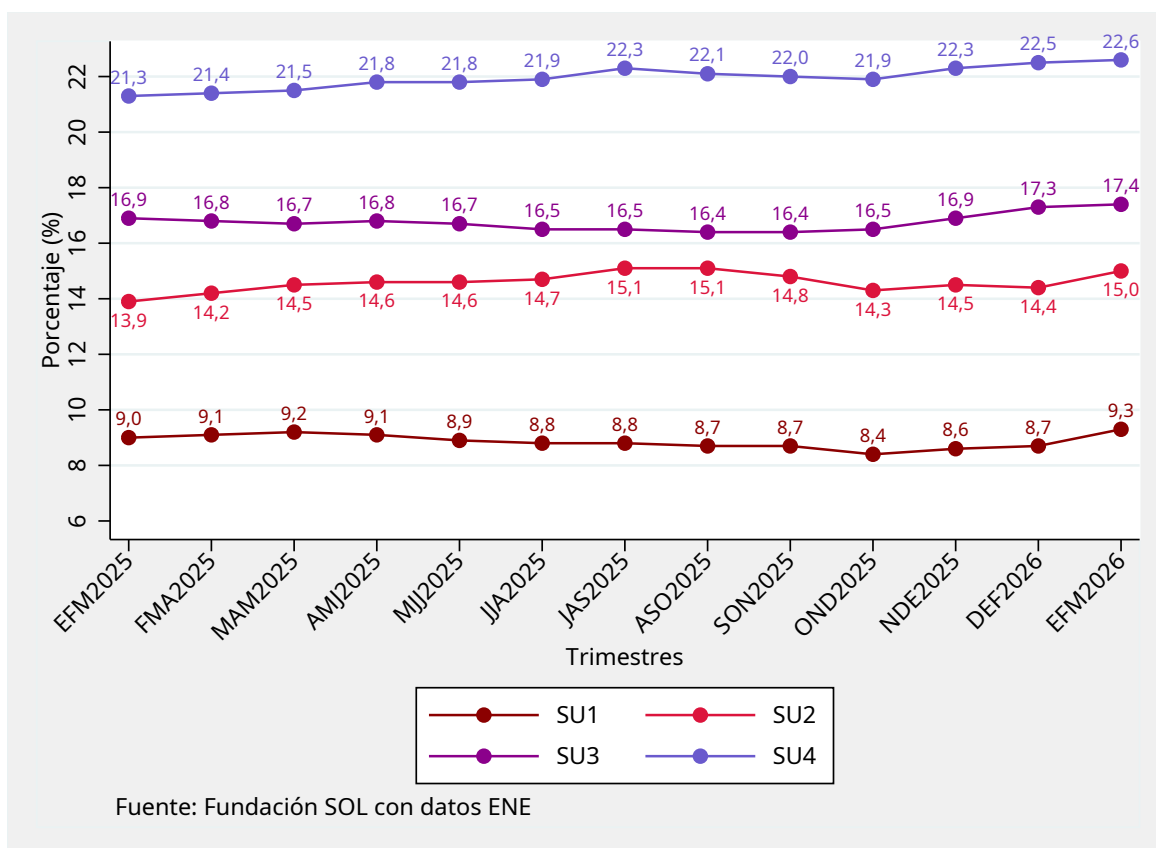 Porcentaje (%)
22
20
18
16
14
12
10
8
6
21,3 21,4 21,5 21,8 21,8 21,9 22,3 22,1 22,0 21,9 22,3 22,5 22,6
16,9 16,8 16,7 16,8 16,7 16,5 16,5 16,4 16,4 16,5 16,9 17,3 17,4
13,9 14,2 14,5 14,6 14,6 14,7 15,1 15,1 14,8 14,3 14,5 14,4 15,0
9,0 9,1 9,2 9,1 8,9 8,8 8,8 8,7 8,7 8,4 8,6 8,7 9,3
EFM2025 FMA2025 MAM2025 AMJ2025 MJJ2025 JJA2025 JAS2025 ASO2025 SON2025 OND2025 NDE2025 DEF2026 EFM2026
Trimestres
SU1 SU2
SU3 SU4
Fuente: Fundación SOL con datos ENE